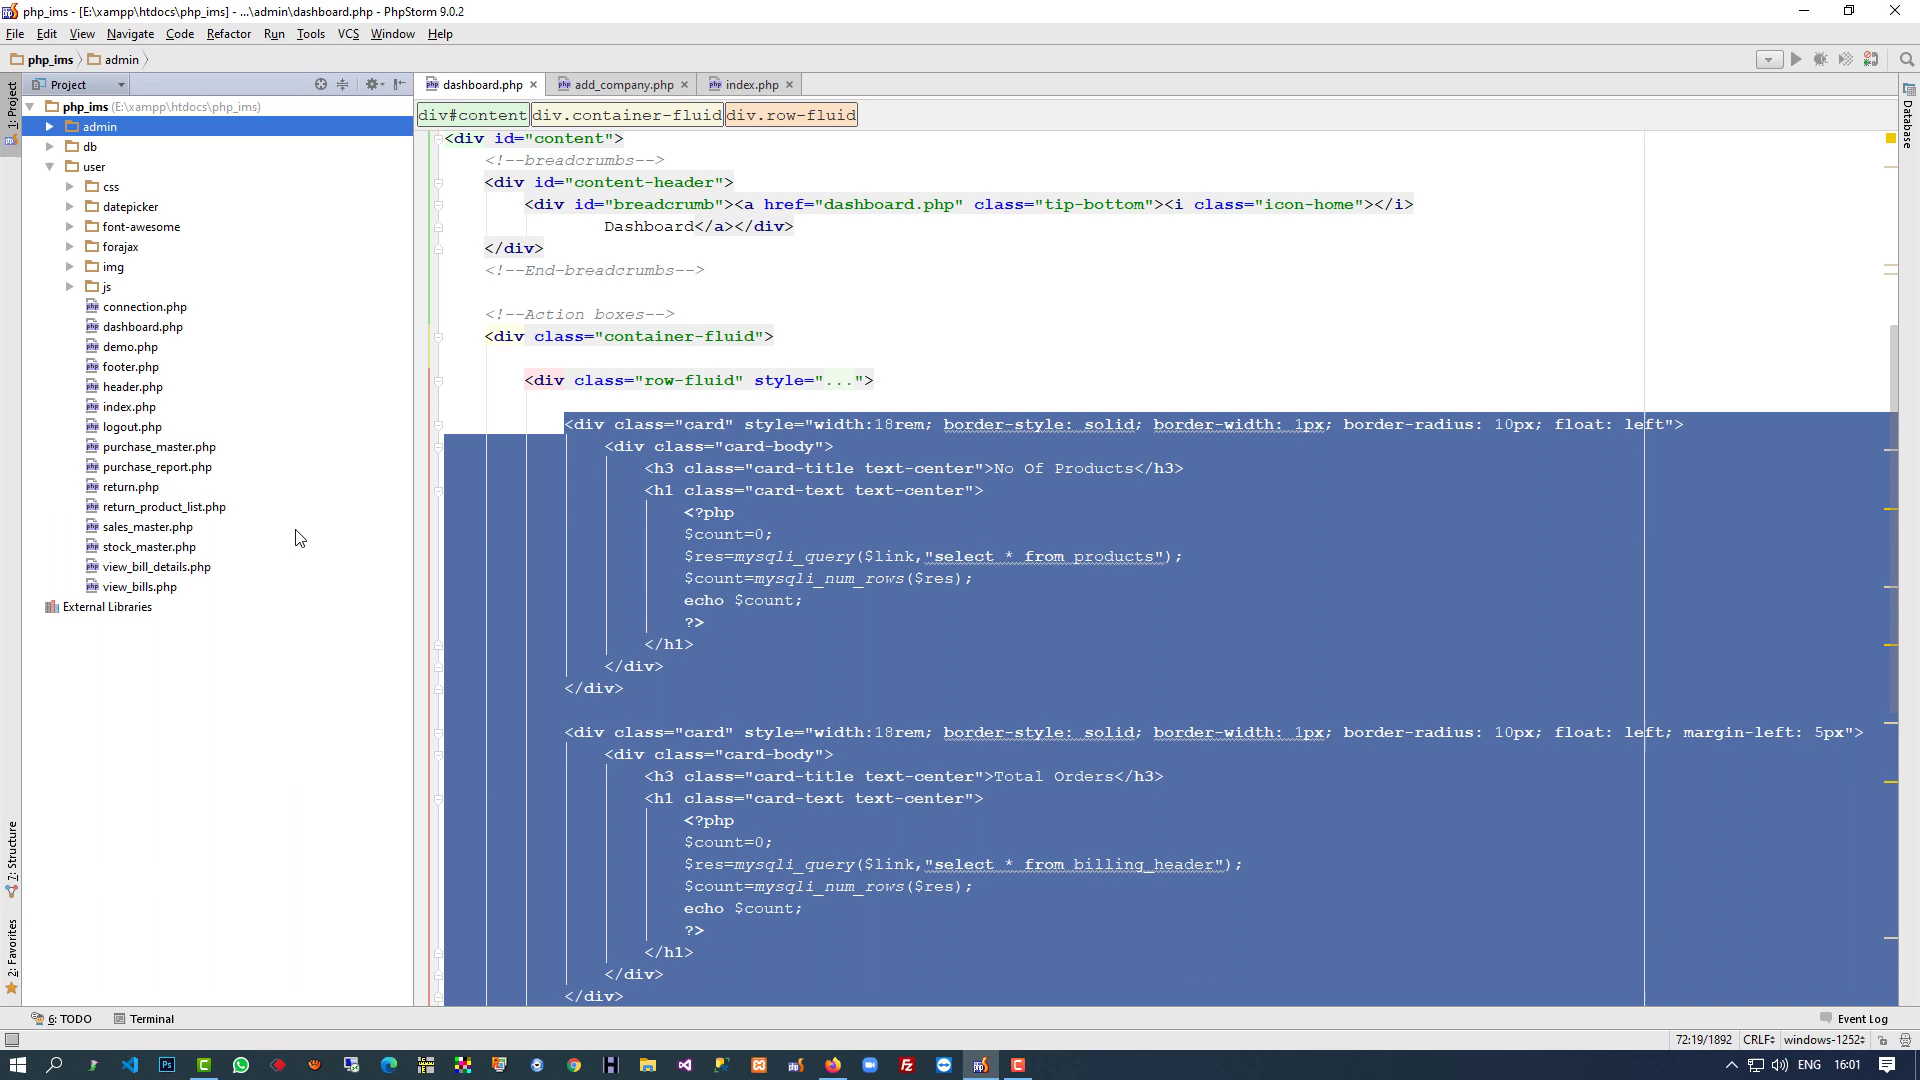 php_ims - [E:\xampp\htdocs\php_ims] - ...\admin\dashboard.php - PhpStorm 9.0.2
File Edit View Navigate Code Refactor Run Tools VCS Window Help
php_ims admin
Project
dashboard.php add_company.php index.php
1: Project
7: Structure
2: Favorites
Database
php_ims (E:\xampp\htdocs\php_ims)
admin
db
user
css
datepicker
font-awesome
forajax
img
js
connection.php
dashboard.php
demo.php
footer.php
header.php
index.php
logout.php
purchase_master.php
purchase_report.php
return.php
return_product_list.php
sales_master.php
stock_master.php
view_bill_details.php
view_bills.php
External Libraries
div#content div.container-fluid div.row-fluid
<div id="content">
<!--breadcrumbs-->
<div id="content-header">
<div id="breadcrumb"><a href="dashboard.php" class="tip-bottom"><i class="icon-home"></i>
Dashboard</a></div>
</div>
<!--End-breadcrumbs-->
<!--Action boxes-->
<div class="container-fluid">
<div class="row-fluid" style="...">
<div class="card" style="width:18rem; border-style: solid; border-width: 1px; border-radius: 10px; float: left">
<div class="card-body">
<h3 class="card-title text-center">No Of Products</h3>
<h1 class="card-text text-center">
<?php
$count=0;
$res=mysqli_query($link,"select * from products");
$count=mysqli_num_rows($res);
echo $count;
?>
</h1>
</div>
</div>
<div class="card" style="width:18rem; border-style: solid; border-width: 1px; border-radius: 10px; float: left; margin-left: 5px">
<div class="card-body">
<h3 class="card-title text-center">Total Orders</h3>
<h1 class="card-text text-center">
<?php
$count=0;
$res=mysqli_query($link,"select * from billing_header");
$count=mysqli_num_rows($res);
echo $count;
?>
</h1>
</div>
</div>
6: TODO Terminal Event Log
72:19/1892 CRLF windows-1252
ENG 16:01